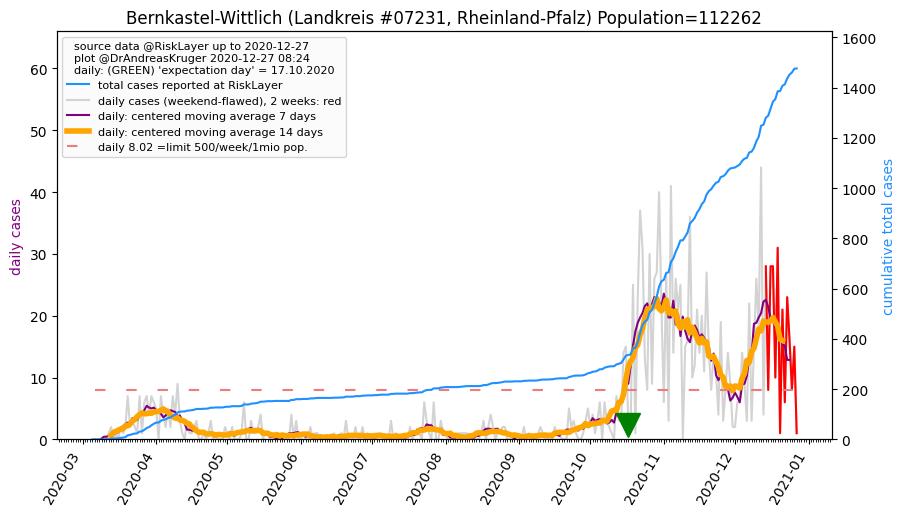 Bernkastel-Wittlich (Landkreis #07231, Rheinland-Pfalz) Population=112262
source data @RiskLayer up to 2020-12-27
plot @DrAndreasKruger 2020-12-27 08:24
daily: (GREEN) 'expectation day' = 17.10.2020
total cases reported at RiskLayer
daily cases (weekend-flawed), 2 weeks: red
daily: centered moving average 7 days
daily: centered moving average 14 days
daily 8.02 =limit 500/week/1mio pop.
daily cases
60
50
40
30
20
10
0
cumulative total cases
1600
1400
1200
1000
800
600
400
200
0
2020-03
2020-04
2020-05
2020-06
2020-07
2020-08
2020-09
2020-10
2020-11
2020-12
2021-01